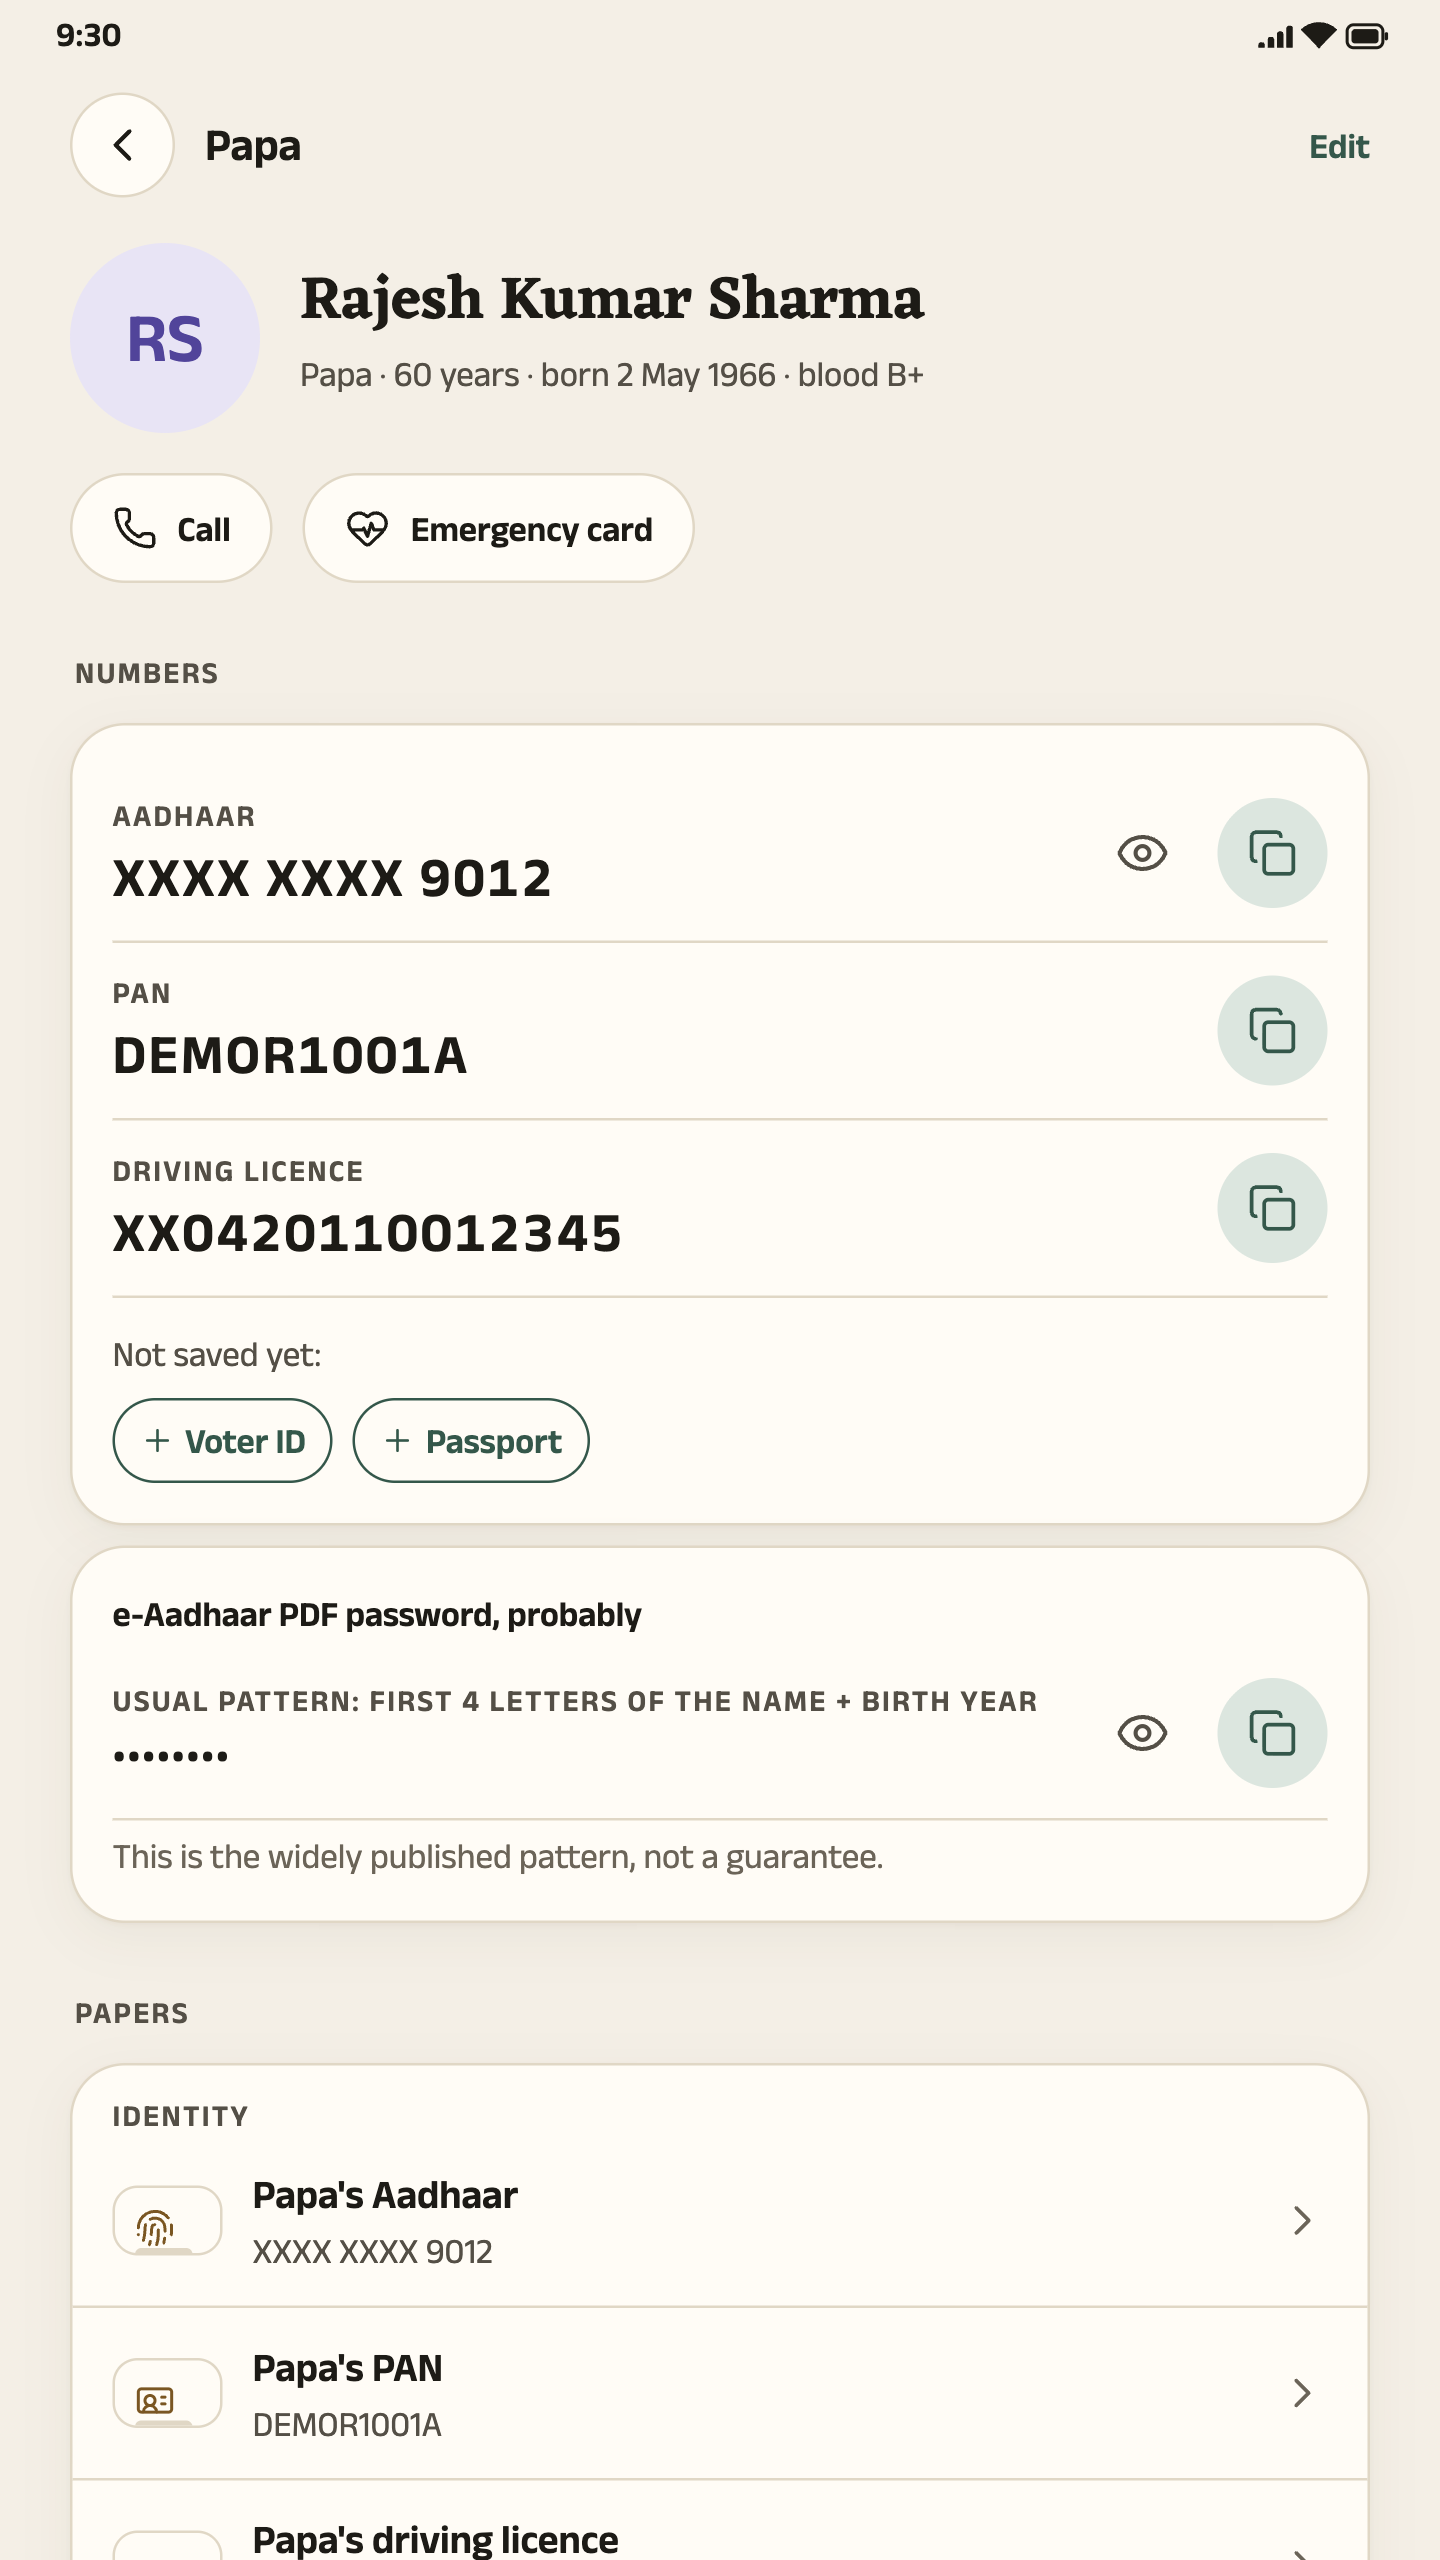 9:30
Papa
Edit
RS
Rajesh Kumar Sharma
Papa · 60 years · born 2 May 1966 · blood B+
Call
Emergency card
NUMBERS
AADHAAR
XXXX XXXX 9012
PAN
DEMOR1001A
DRIVING LICENCE
XX0420110012345
Not saved yet:
+ Voter ID
+ Passport
e-Aadhaar PDF password, probably
USUAL PATTERN: FIRST 4 LETTERS OF THE NAME + BIRTH YEAR
••••••••
This is the widely published pattern, not a guarantee.
PAPERS
IDENTITY
Papa's Aadhaar
XXXX XXXX 9012
Papa's PAN
DEMOR1001A
Papa's driving licence